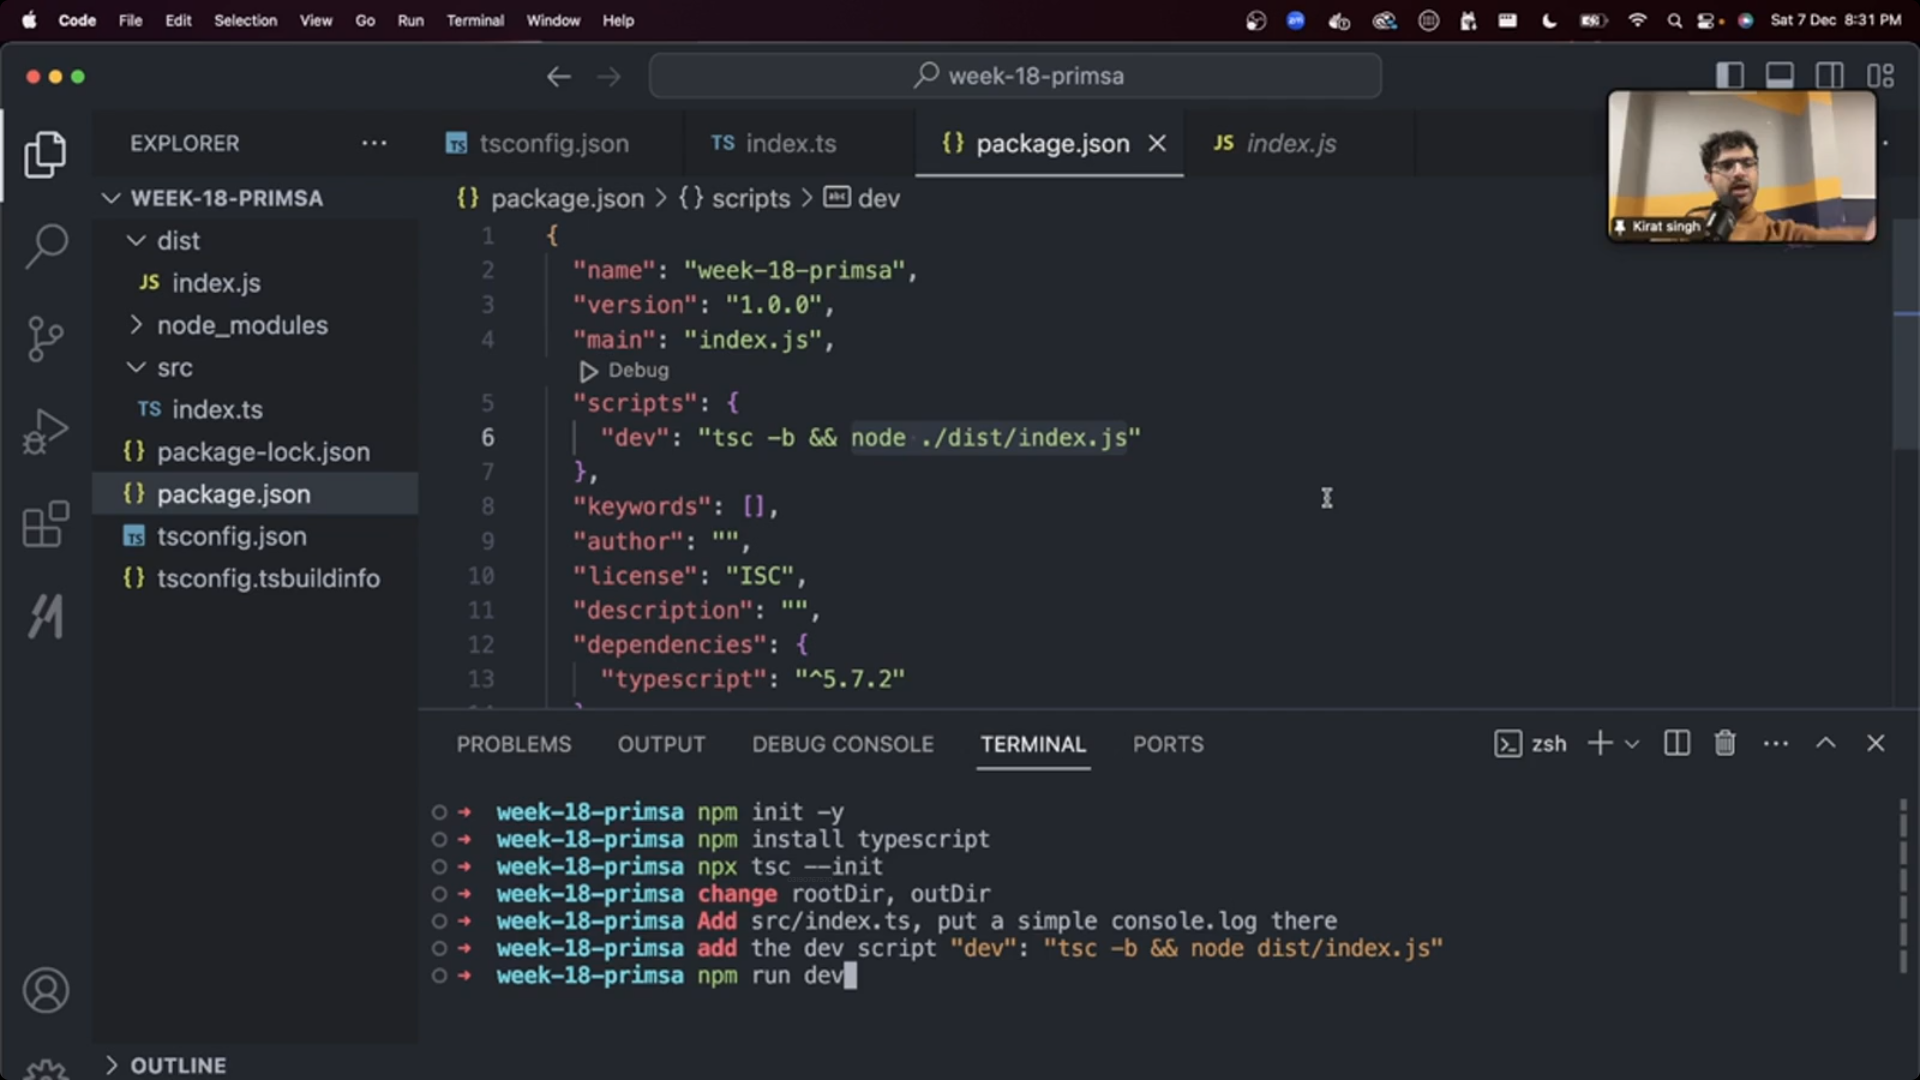 Code File Edit Selection View Go Run Terminal Window Help
Sat 7 Dec 8:31 PM
week-18-primsa
EXPLORER
tsconfig.json
TS index.ts
{} package.json
JS index.js
Kirat singh
WEEK-18-PRIMSA
dist
JS index.js
node_modules
src
TS index.ts
{} package-lock.json
{} package.json
TS tsconfig.json
{} tsconfig.tsbuildinfo
OUTLINE
{} package.json > {} scripts > abc dev
1 {
2 "name": "week-18-primsa",
3 "version": "1.0.0",
4 "main": "index.js",
Debug
5 "scripts": {
6 "dev": "tsc -b && node ./dist/index.js"
7 },
8 "keywords": [],
9 "author": "",
10 "license": "ISC",
11 "description": "",
12 "dependencies": {
13 "typescript": "^5.7.2"
PROBLEMS OUTPUT DEBUG CONSOLE TERMINAL PORTS
zsh
week-18-primsa npm init -y
week-18-primsa npm install typescript
week-18-primsa npx tsc --init
week-18-primsa change rootDir, outDir
week-18-primsa Add src/index.ts, put a simple console.log there
week-18-primsa add the dev script "dev": "tsc -b && node dist/index.js"
week-18-primsa npm run dev